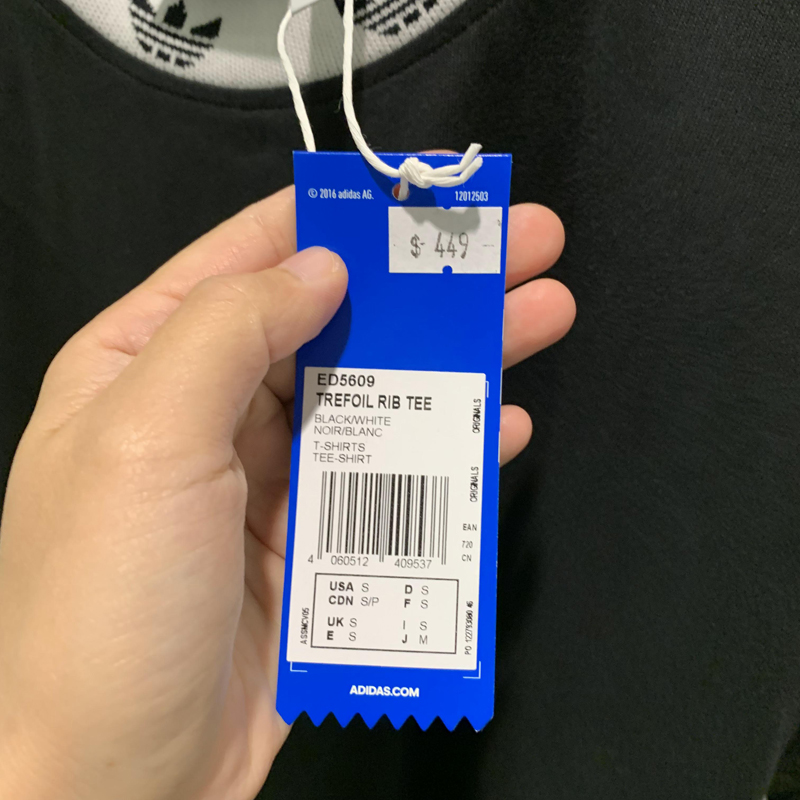 © 2016 adidas AG.
12012503
$ 449
ED5609
TREFOIL RIB TEE
BLACK/WHITE
NOIR/BLANC
T-SHIRTS
TEE-SHIRT
ORIGINALS
ORIGINALS
EAN
720
CN
4 060512 409537
USA S D S
CDN S/P F S
UK S I S
E S J M
ADIDAS.COM